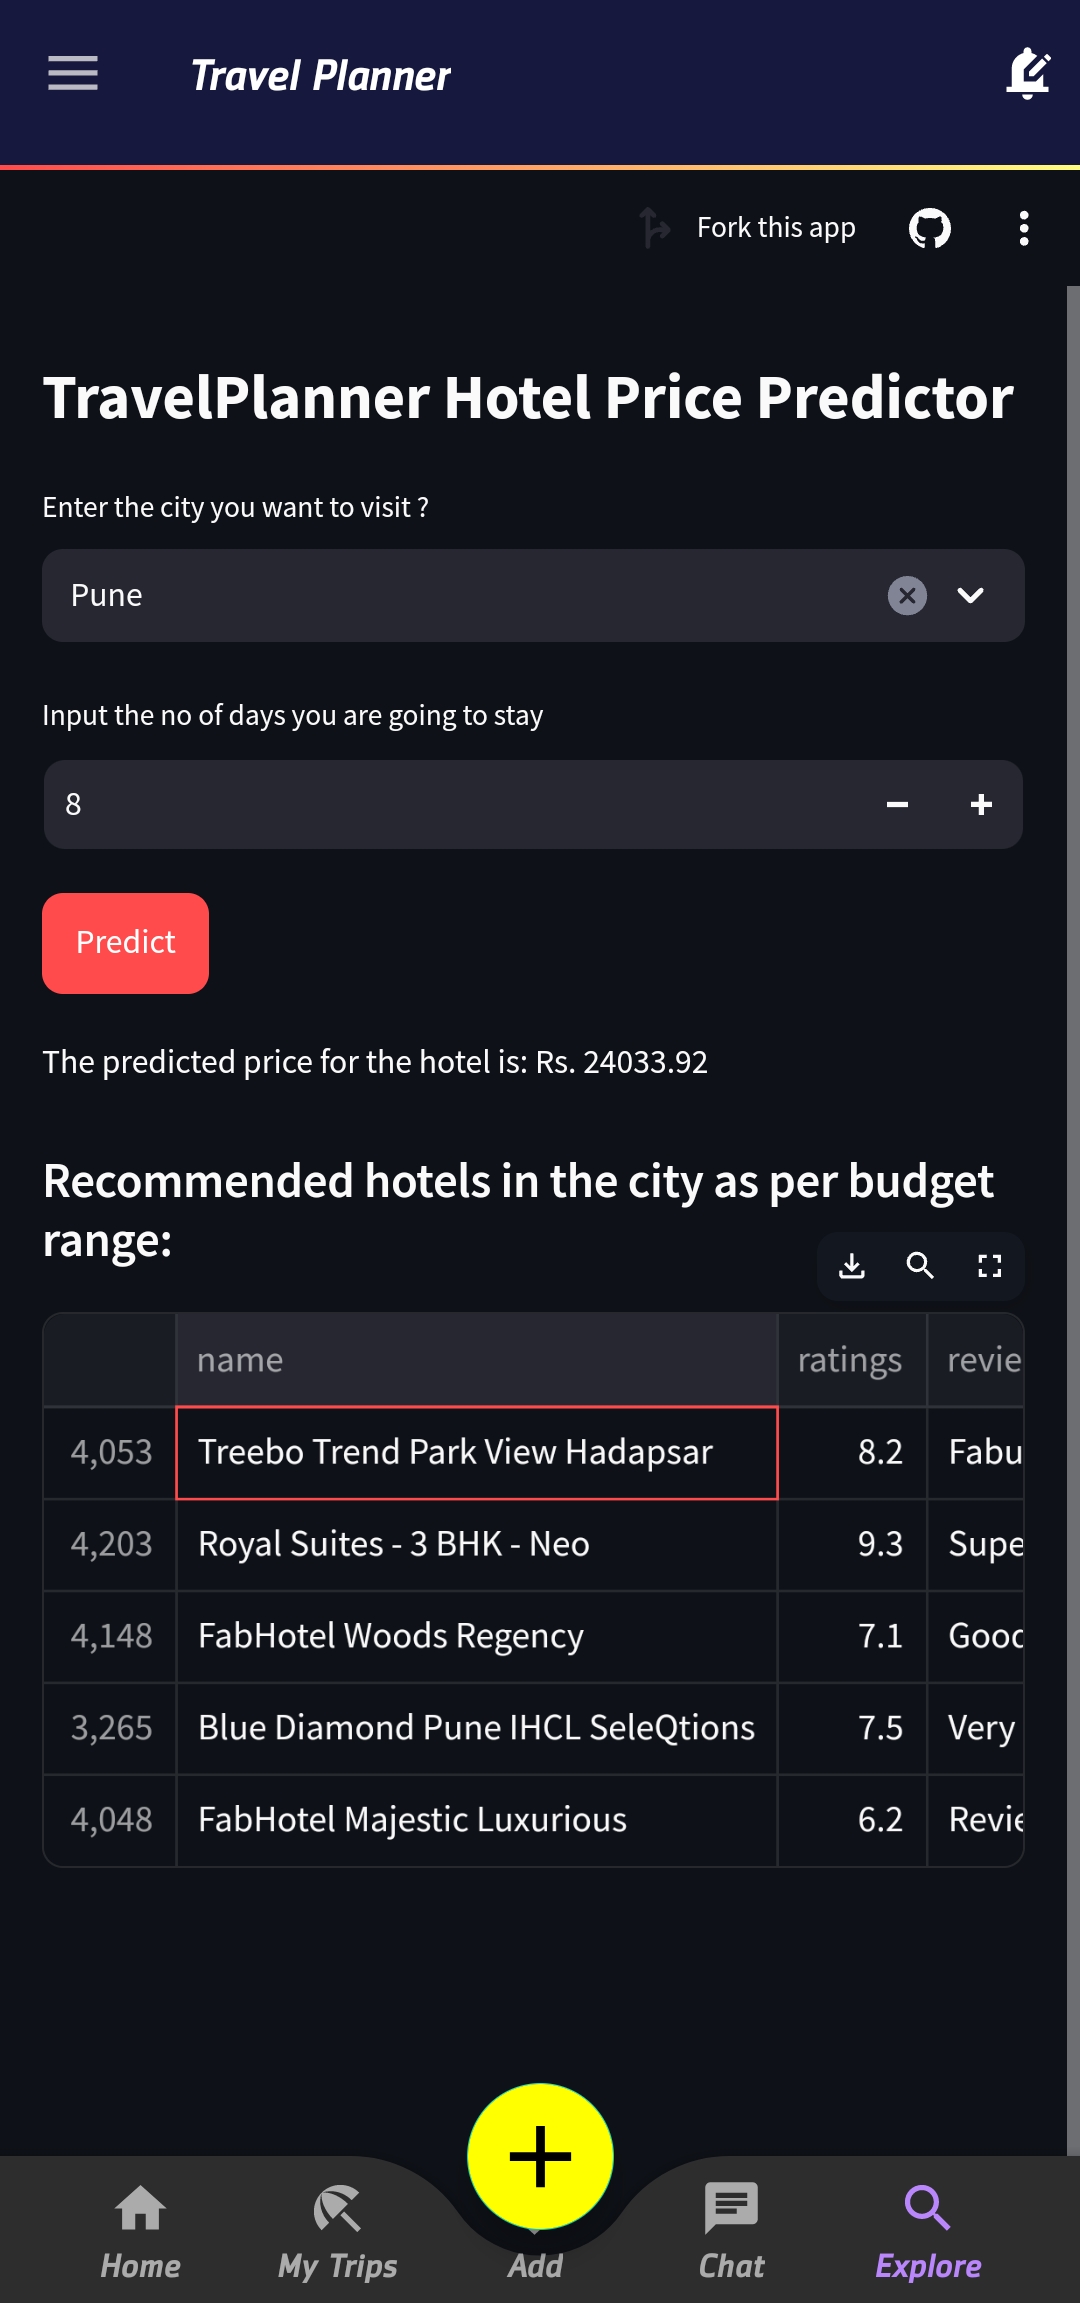 Travel Planner
Fork this app
TravelPlanner Hotel Price Predictor
Enter the city you want to visit ?
Pune
Input the no of days you are going to stay
8
Predict
The predicted price for the hotel is: Rs. 24033.92
Recommended hotels in the city as per budget
range:
name ratings revie
4,053 Treebo Trend Park View Hadapsar 8.2 Fabu
4,203 Royal Suites - 3 BHK - Neo 9.3 Supe
4,148 FabHotel Woods Regency 7.1 Good
3,265 Blue Diamond Pune IHCL SeleQtions 7.5 Very
4,048 FabHotel Majestic Luxurious 6.2 Revie
Home My Trips Add Chat Explore